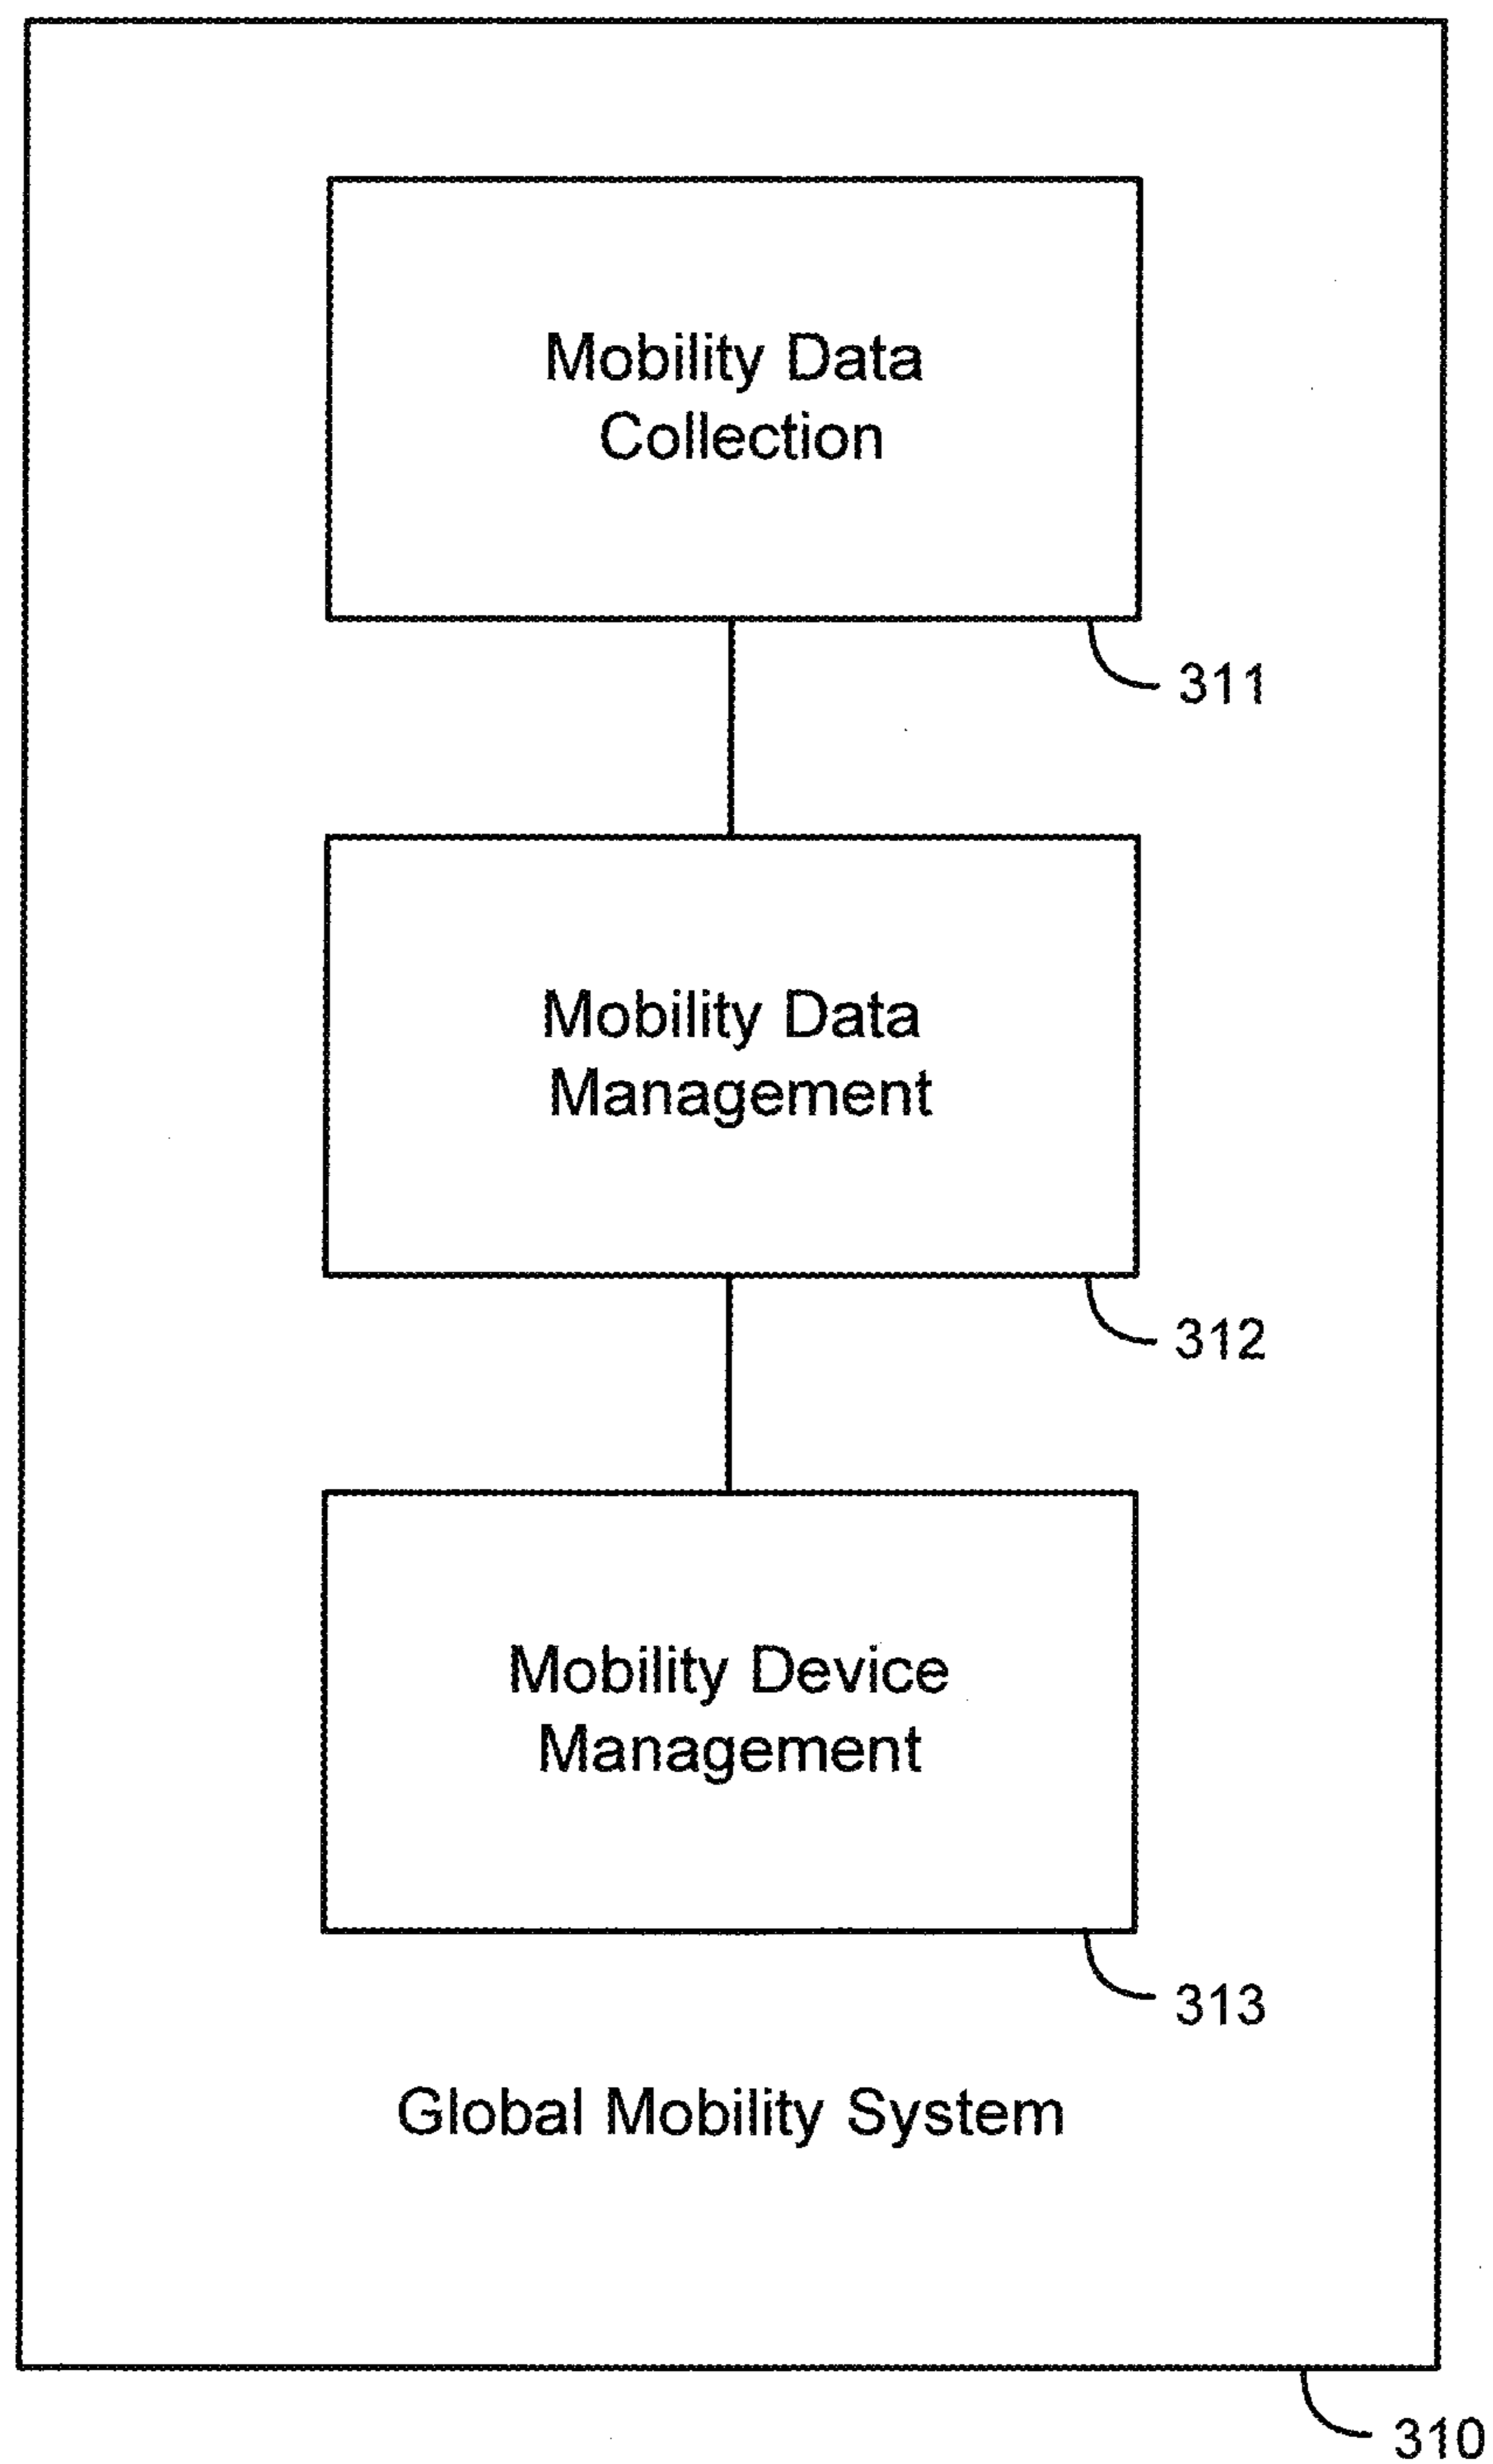 Mobility Data
Collection
311
Mobility Data
Management
312
Mobility Device
Management
313
Global Mobility System
310